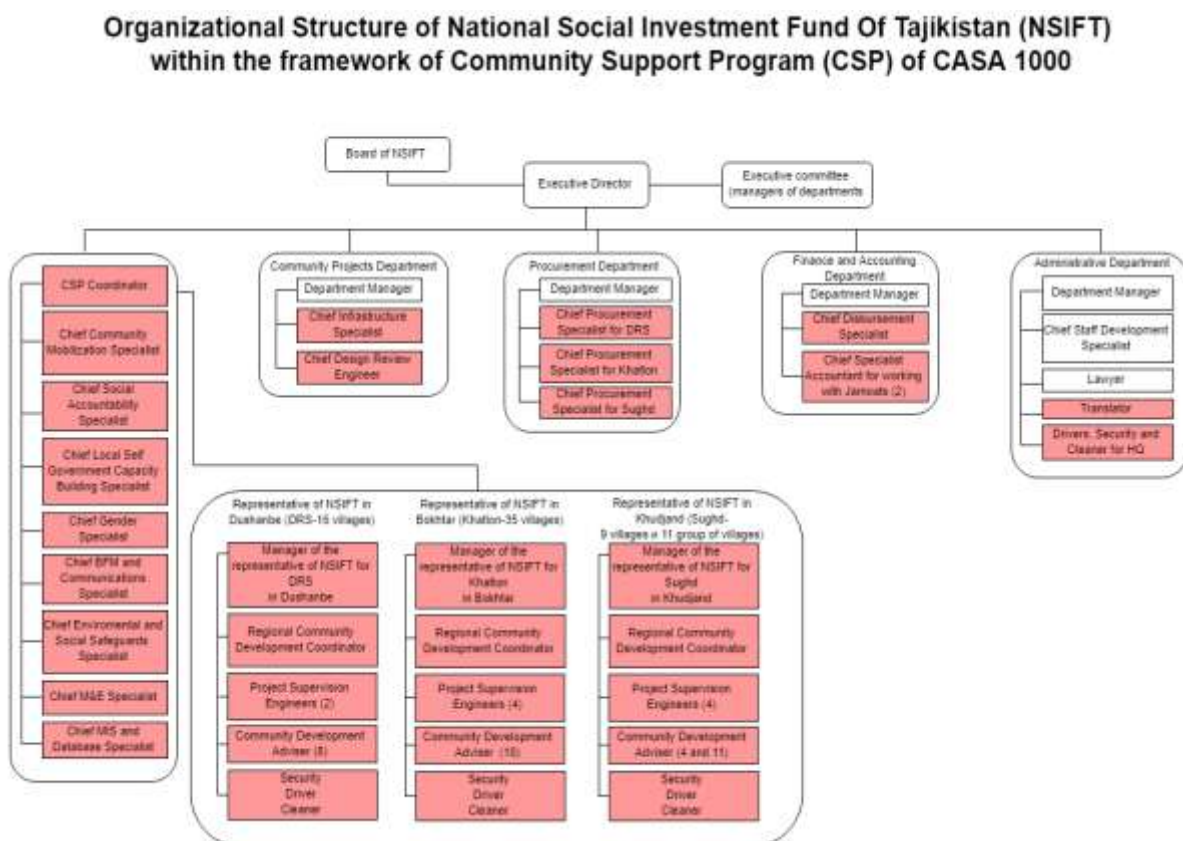 Organizational Structure of National Social Investment Fund Of Tajikistan (NSIFT)
within the framework of Community Support Program (CSP) of CASA 1000
Board of NSIFT
Executive Director
Executive committee
(managers of departments
CSP Coordinator
Chief Community
Mobilization Specialist
Chief Social
Accountability
Specialist
Chief Local Self
Government Capacity
Building Specialist
Chief Gender
Specialist
Chief BFM and
Communications
Specialist
Chief Enviromental and
Social Safeguards
Specialist
Chief M&E Specialist
Chief MIS and
Database Specialist
Community Projects Department
Department Manager
Chief Infrastructure
Specialist
Chief Design Review
Engineer
Procurement Department
Department Manager
Chief Procurement
Specialist for DRS
Chief Procurement
Specialist for Khatlon
Chief Procurement
Specialist for Sughd
Finance and Accounting
Department
Department Manager
Chief Disbursement
Specialist
Chief Specialist
Accountant for working
with Jamoats (2)
Administrative Department
Department Manager
Chief Staff Development
Specialist
Lawyer
Translator
Drivers, Security and
Cleaner for HQ
Representative of NSIFT in
Dushanbe (DRS-16 villages)
Manager of the
representative of NSIFT for
DRS
in Dushanbe
Regional Community
Development Coordinator
Project Supervision
Engineers (2)
Community Development
Adviser (8)
Security
Driver
Cleaner
Representative of NSIFT in
Bokhtar (Khatlon-35 villages)
Manager of the
representative of NSIFT for
Khatlon
in Bokhtar
Regional Community
Development Coordinator
Project Supervision
Engineers (4)
Community Development
Adviser
Security
Driver
Cleaner
Representative of NSIFT in
Khudjand (Sughd-
9 villages и 11 group of villages)
Manager of the
representative of NSIFT for
Sughd
in Khudjand
Regional Community
Development Coordinator
Project Supervision
Engineers (4)
Community Development
Adviser (4 and 11)
Security
Driver
Cleaner